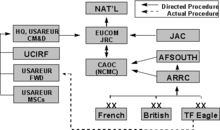 NAT'L
Directed Procedure
Actual Procedure
HQ, USAREUR
CM&D
EUCOM
JRC
JAC
UCIRF
AFSOUTH
USAREUR
FWD
CAOC
(NCMC)
ARRC
USAREUR
MSCs
XX
XX
XX
French
British
TF Eagle